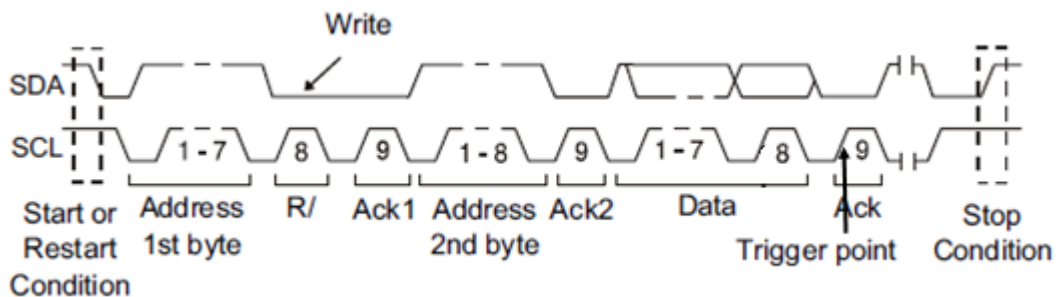 Write
SDA
SCL
1 - 7
8
9
1 - 8
9
1 - 7
8
9
Start or
Restart
Condition
Address
1st byte
R/
Ack1
Address
2nd byte
Ack2
Data
Ack
Trigger point
Stop
Condition